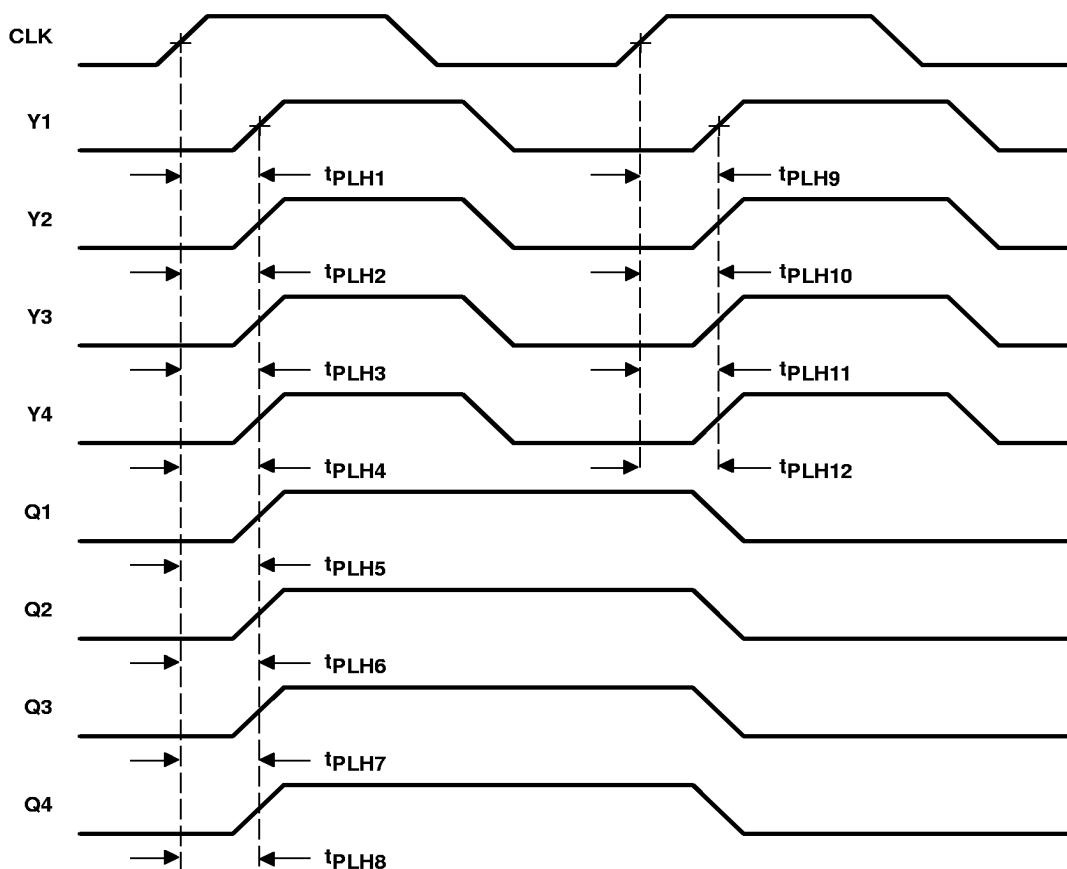 CLK
Y1
tPLH1 tPLH9
Y2
tPLH2 tPLH10
Y3
tPLH3 tPLH11
Y4
tPLH4 tPLH12
Q1
tPLH5
Q2
tPLH6
Q3
tPLH7
Q4
tPLH8